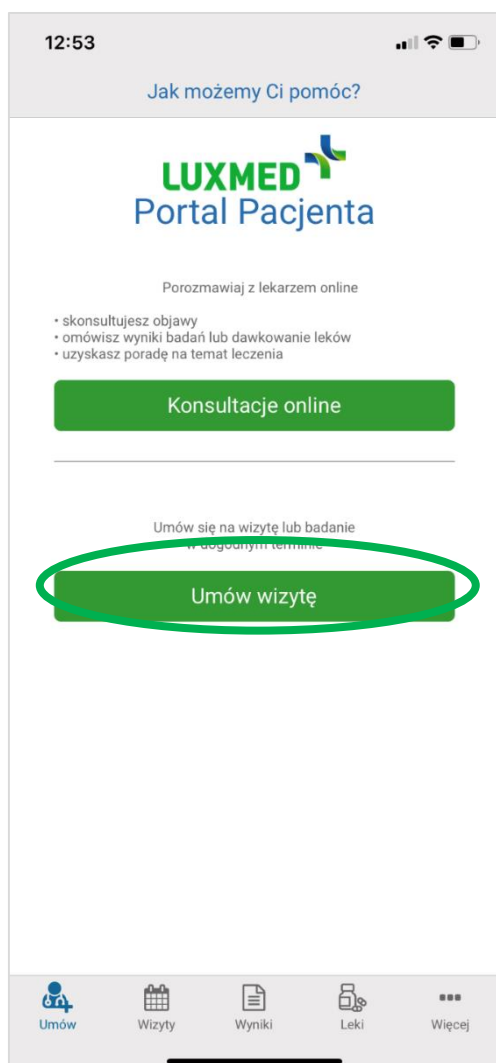 12:53
Jak możemy Ci pomóc?
LUXMED
Portal Pacjenta
Porozmawiaj z lekarzem online
• skonsultujesz objawy
• omówisz wyniki badań lub dawkowanie leków
• uzyskasz poradę na temat leczenia
Konsultacje online
Umów się na wizytę lub badanie
w dogodnym terminie
Umów wizytę
Umów Wizyty Wyniki Leki Więcej